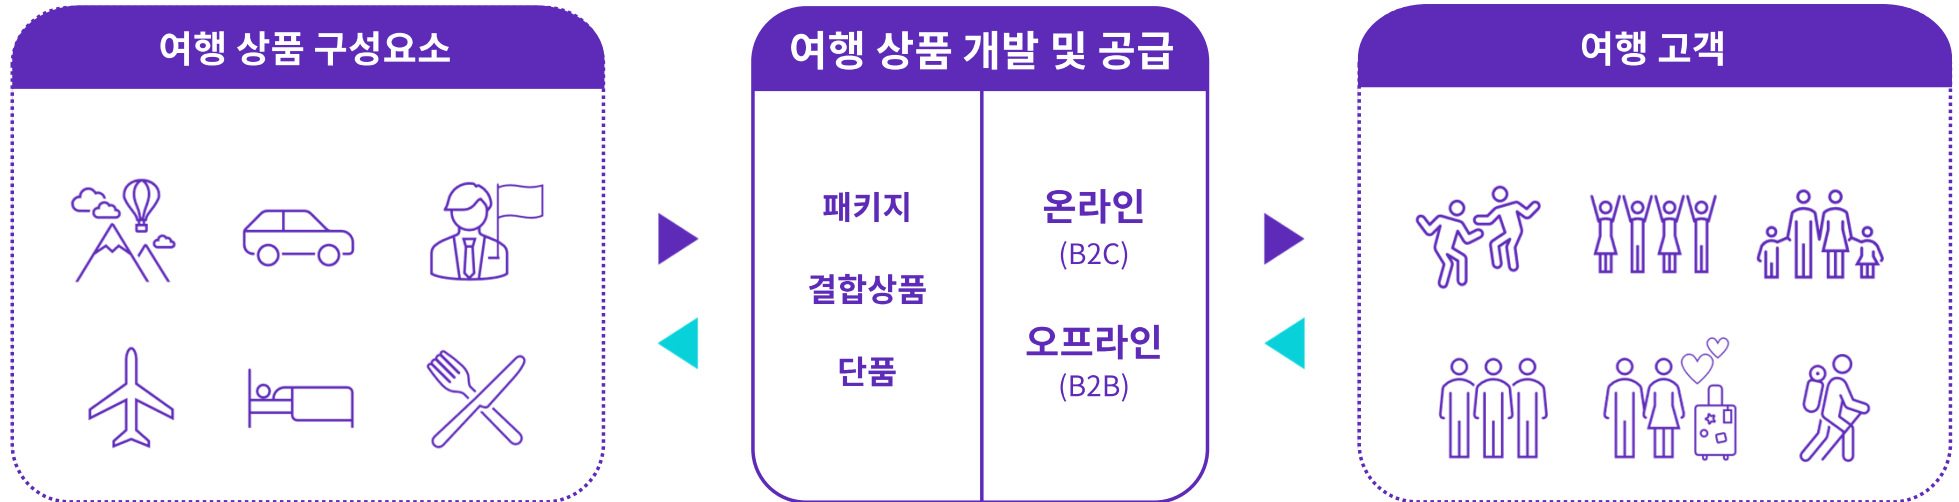 여행 상품 구성요소
여행 상품 개발 및 공급
패키지
결합상품
단품
온라인
(B2C)
오프라인
(B2B)
여행 고객